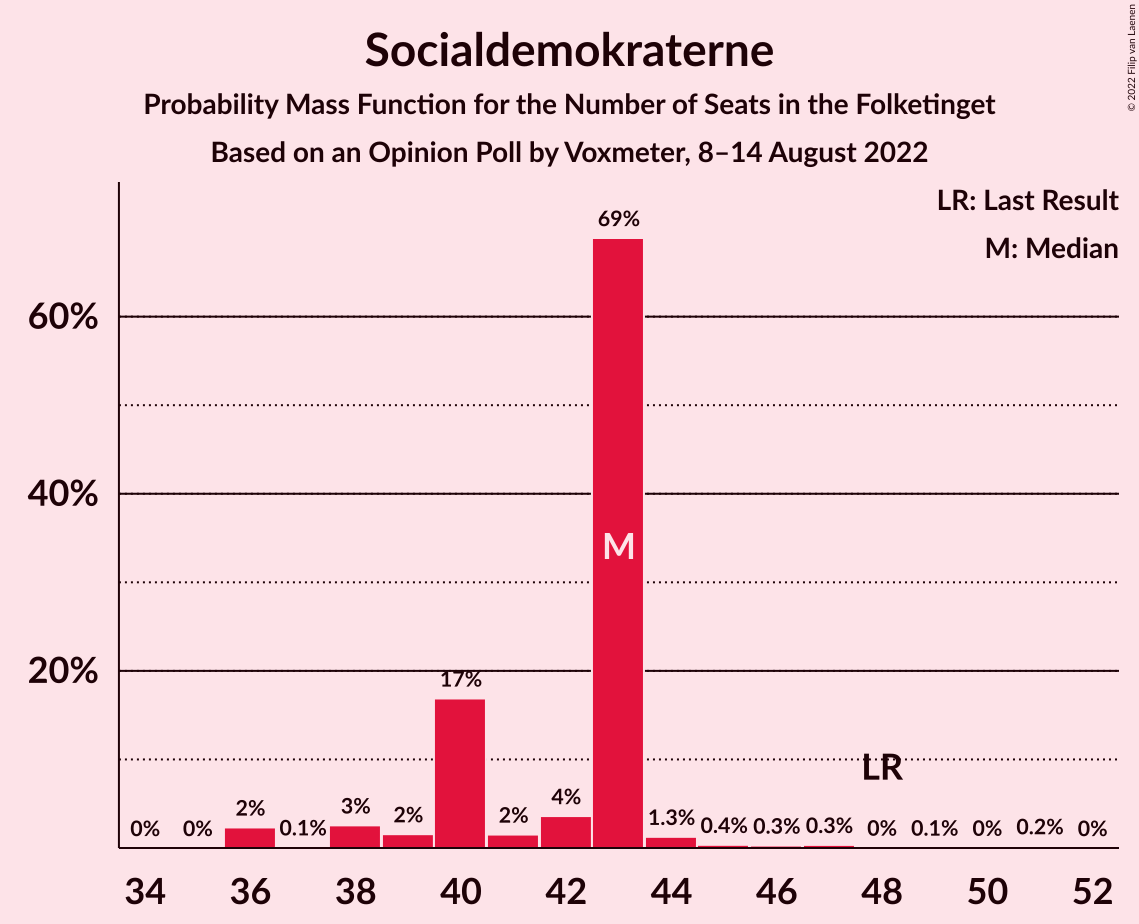 Socialdemokraterne
Probability Mass Function for the Number of Seats in the Folketinget
Based on an Opinion Poll by Voxmeter, 8–14 August 2022
© 2022 Filip van Laenen
LR: Last Result
M: Median
69%
60%
40%
M
20%
17%
LR
0% 0% 2% 0.1% 3% 2% 2% 4% 1.3% 0.4% 0.3% 0.3% 0% 0.1% 0% 0.2% 0%
34 36 38 40 42 44 46 48 50 52